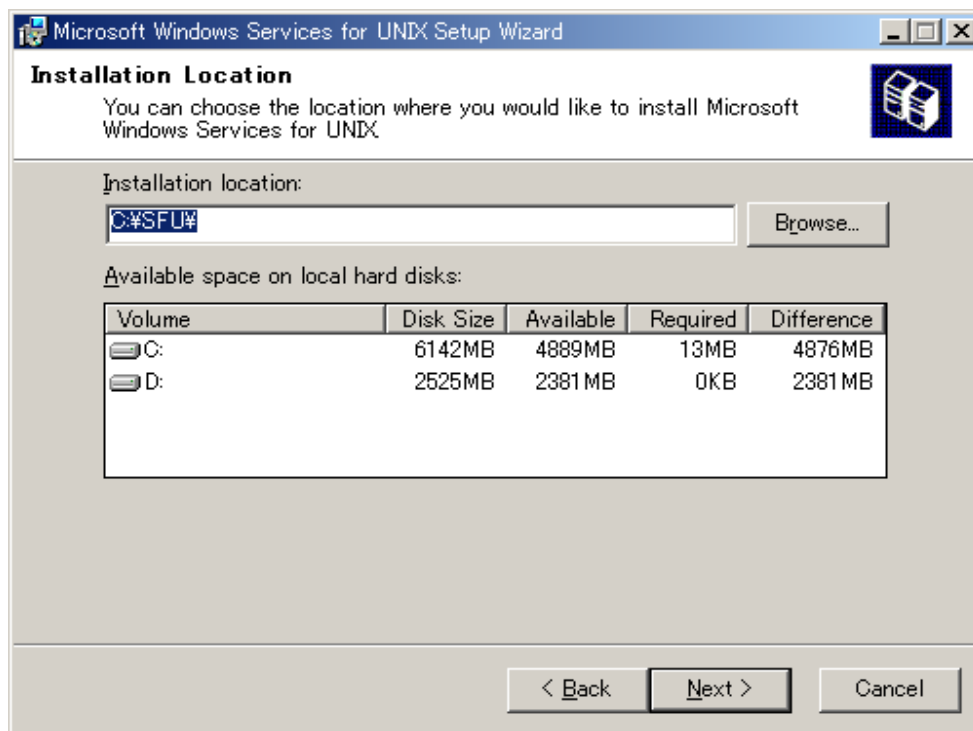 Microsoft Windows Services for UNIX Setup Wizard
Installation Location
You can choose the location where you would like to install Microsoft
Windows Services for UNIX.
Installation location:
C:¥SFU¥
Browse...
Available space on local hard disks:
Volume Disk Size Available Required Difference
C: 6142MB 4889MB 13MB 4876MB
D: 2525MB 2381MB 0KB 2381MB
< Back Next > Cancel